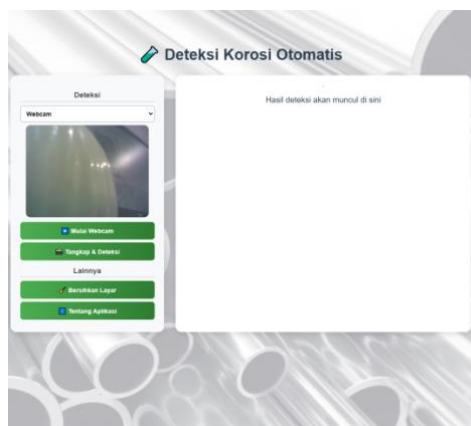 Deteksi Korosi Otomatis
Deteksi
Webcam
Mulai Webcam
Tangkap & Deteksi
Lainnya
Bersihkan Layar
Tentang Aplikasi
Hasil deteksi akan muncul di sini